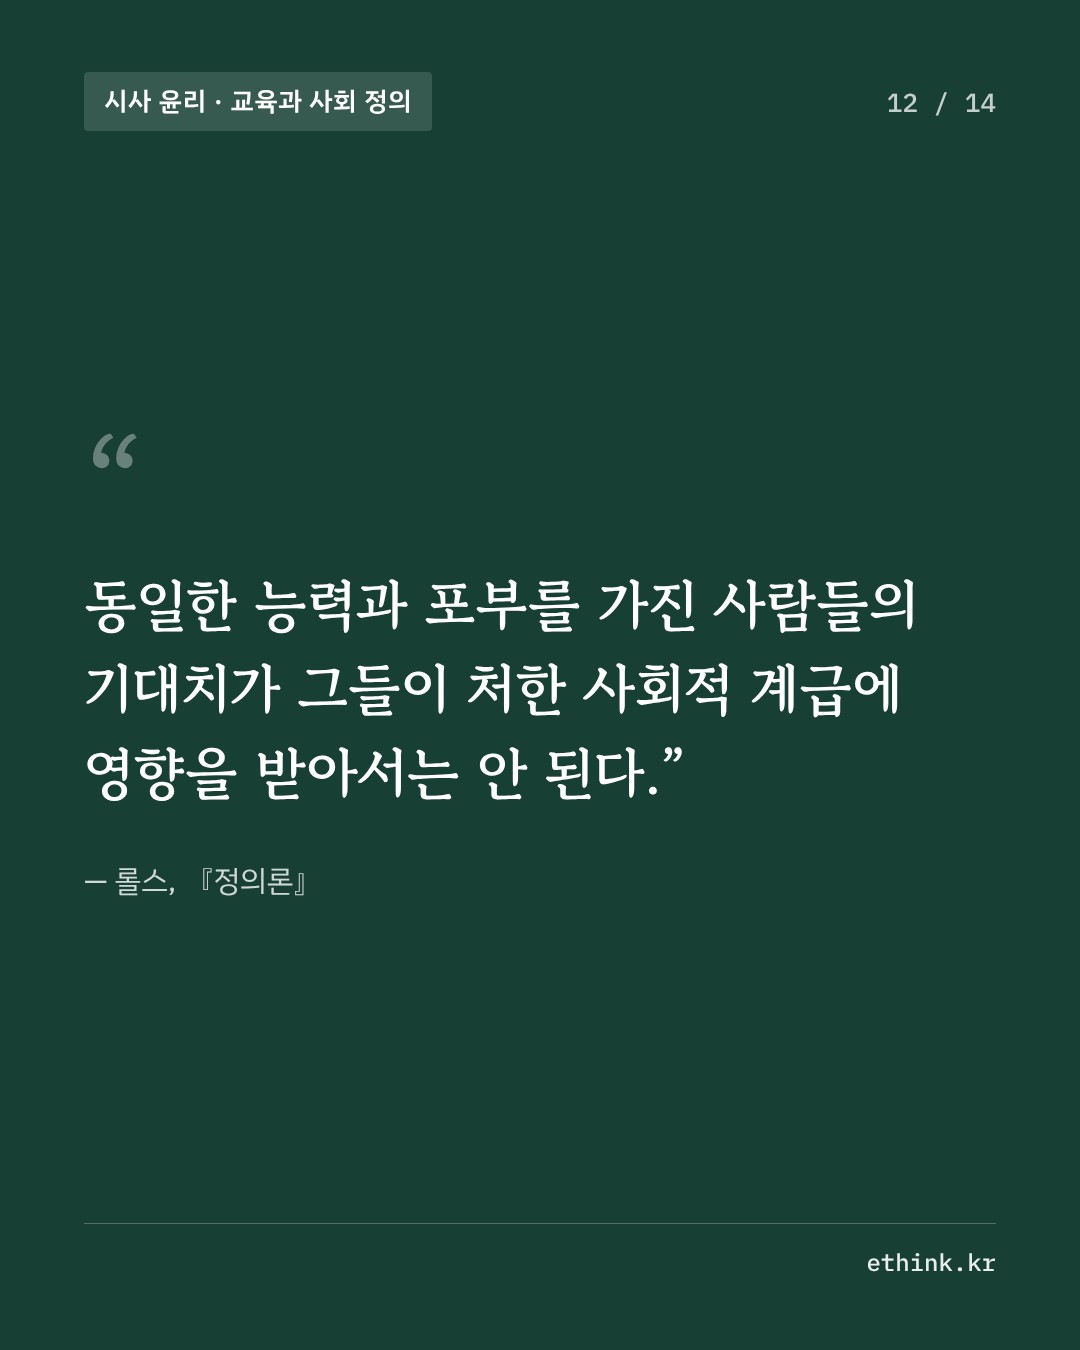 시사 윤리 · 교육과 사회 정의
12 / 14
“
동일한 능력과 포부를 가진 사람들의
기대치가 그들이 처한 사회적 계급에
영향을 받아서는 안 된다.”
— 롤스, 『정의론』
ethink.kr